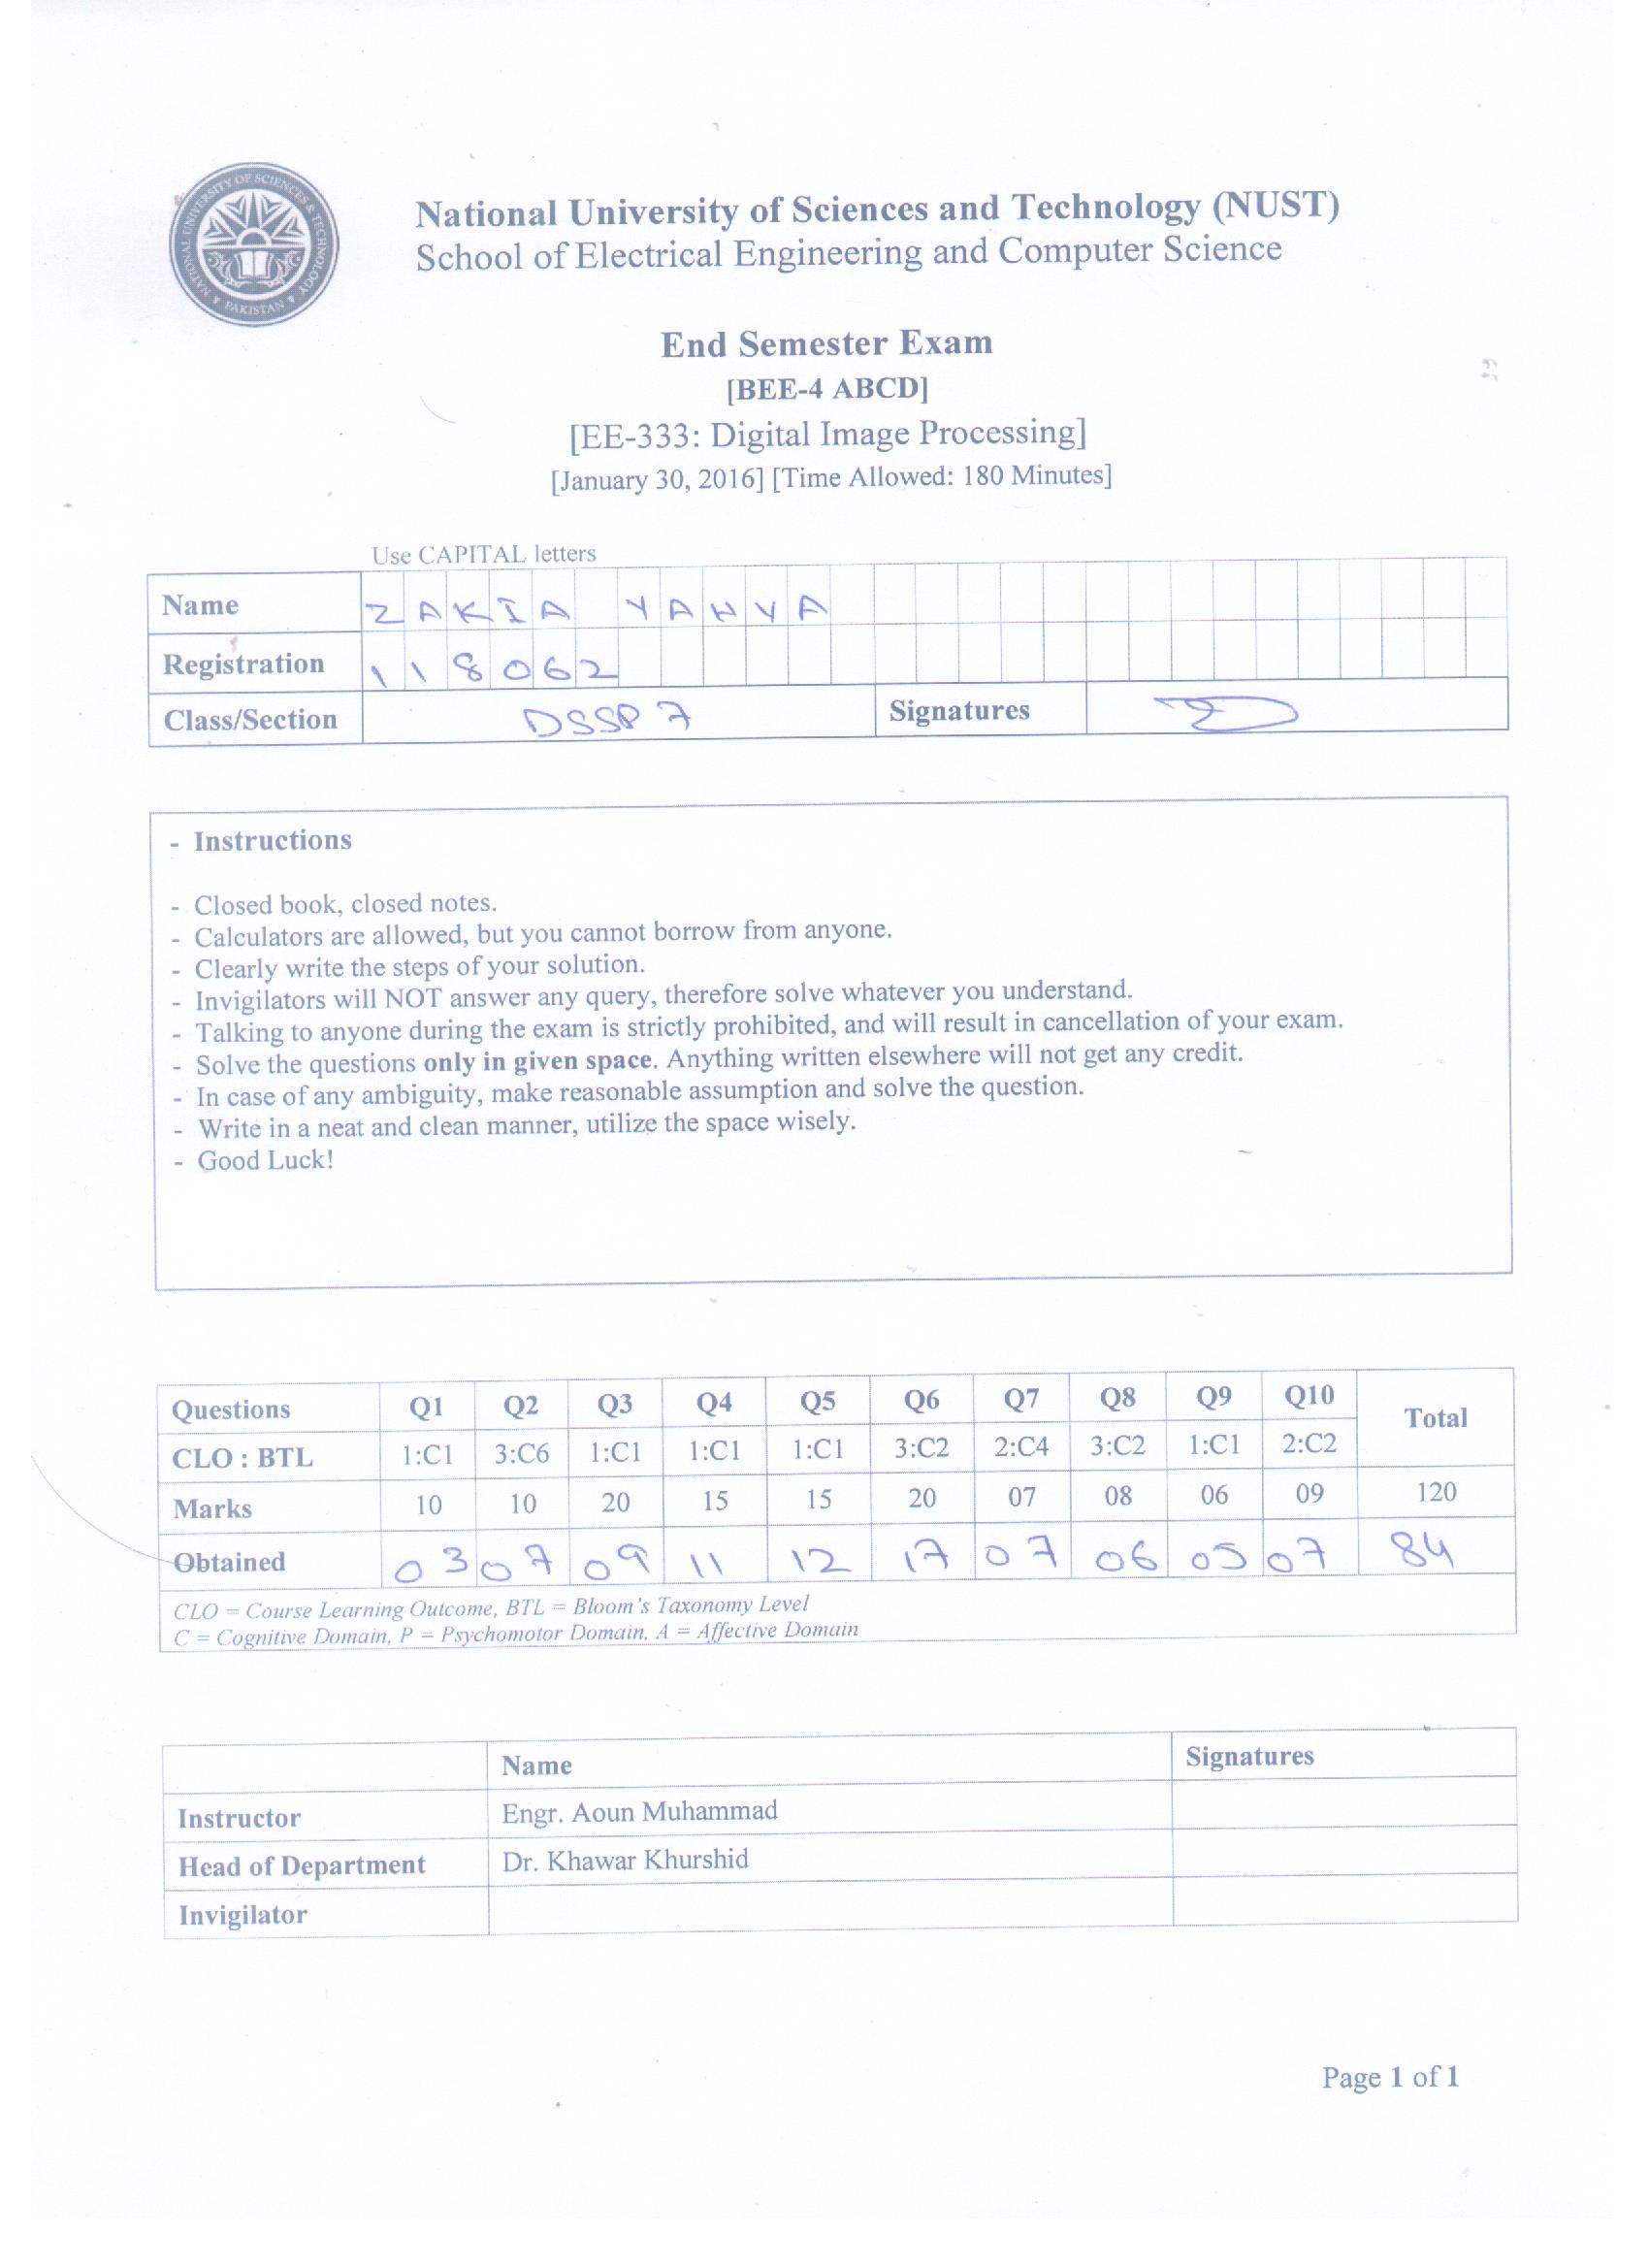 NATIONAL UNIVERSITY OF SCIENCES & TECHNOLOGY
PAKISTAN
National University of Sciences and Technology (NUST)
School of Electrical Engineering and Computer Science
End Semester Exam
[BEE-4 ABCD]
[EE-333: Digital Image Processing]
[January 30, 2016] [Time Allowed: 180 Minutes]
Use CAPITAL letters
Name ZAKIA YAHYA
Registration 118062
Class/Section DSSP 7 Signatures
- Instructions
- Closed book, closed notes.
- Calculators are allowed, but you cannot borrow from anyone.
- Clearly write the steps of your solution.
- Invigilators will NOT answer any query, therefore solve whatever you understand.
- Talking to anyone during the exam is strictly prohibited, and will result in cancellation of your exam.
- Solve the questions only in given space. Anything written elsewhere will not get any credit.
- In case of any ambiguity, make reasonable assumption and solve the question.
- Write in a neat and clean manner, utilize the space wisely.
- Good Luck!
Questions Q1 Q2 Q3 Q4 Q5 Q6 Q7 Q8 Q9 Q10 Total
CLO : BTL 1:C1 3:C6 1:C1 1:C1 1:C1 3:C2 2:C4 3:C2 1:C1 2:C2
Marks 10 10 20 15 15 20 07 08 06 09 120
Obtained 03 07 09 11 12 17 07 06 05 07 84
CLO = Course Learning Outcome, BTL = Bloom's Taxonomy Level
C = Cognitive Domain, P = Psychomotor Domain, A = Affective Domain
Name Signatures
Instructor Engr. Aoun Muhammad
Head of Department Dr. Khawar Khurshid
Invigilator
Page 1 of 1